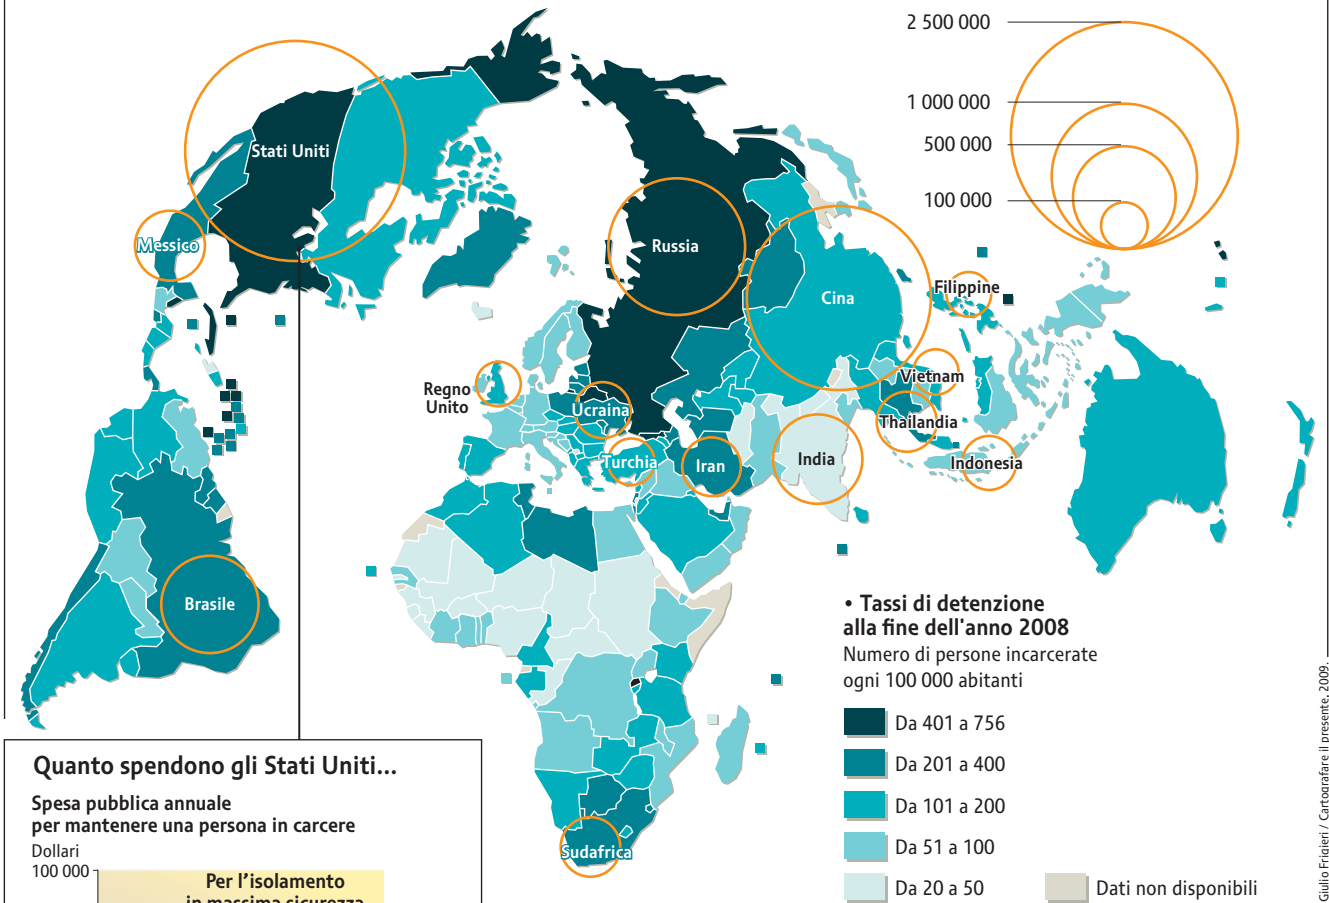 2 500 000
1 000 000
500 000
100 000
Stati Uniti
Messico
Russia
Cina
Filippine
Vietnam
Thailandia
Indonesia
Regno
Unito
Ucraina
Turchia
Iran
India
Brasile
Sudafrica
• Tassi di detenzione
alla fine dell'anno 2008
Numero di persone incarcerate
ogni 100 000 abitanti
Da 401 a 756
Da 201 a 400
Da 101 a 200
Da 51 a 100
Da 20 a 50
Dati non disponibili
Quanto spendono gli Stati Uniti...
Spesa pubblica annuale
per mantenere una persona in carcere
Dollari
100 000
Per l'isolamento
in massima sicurezza
Giulio Frigieri / Cartografare il presente, 2009.